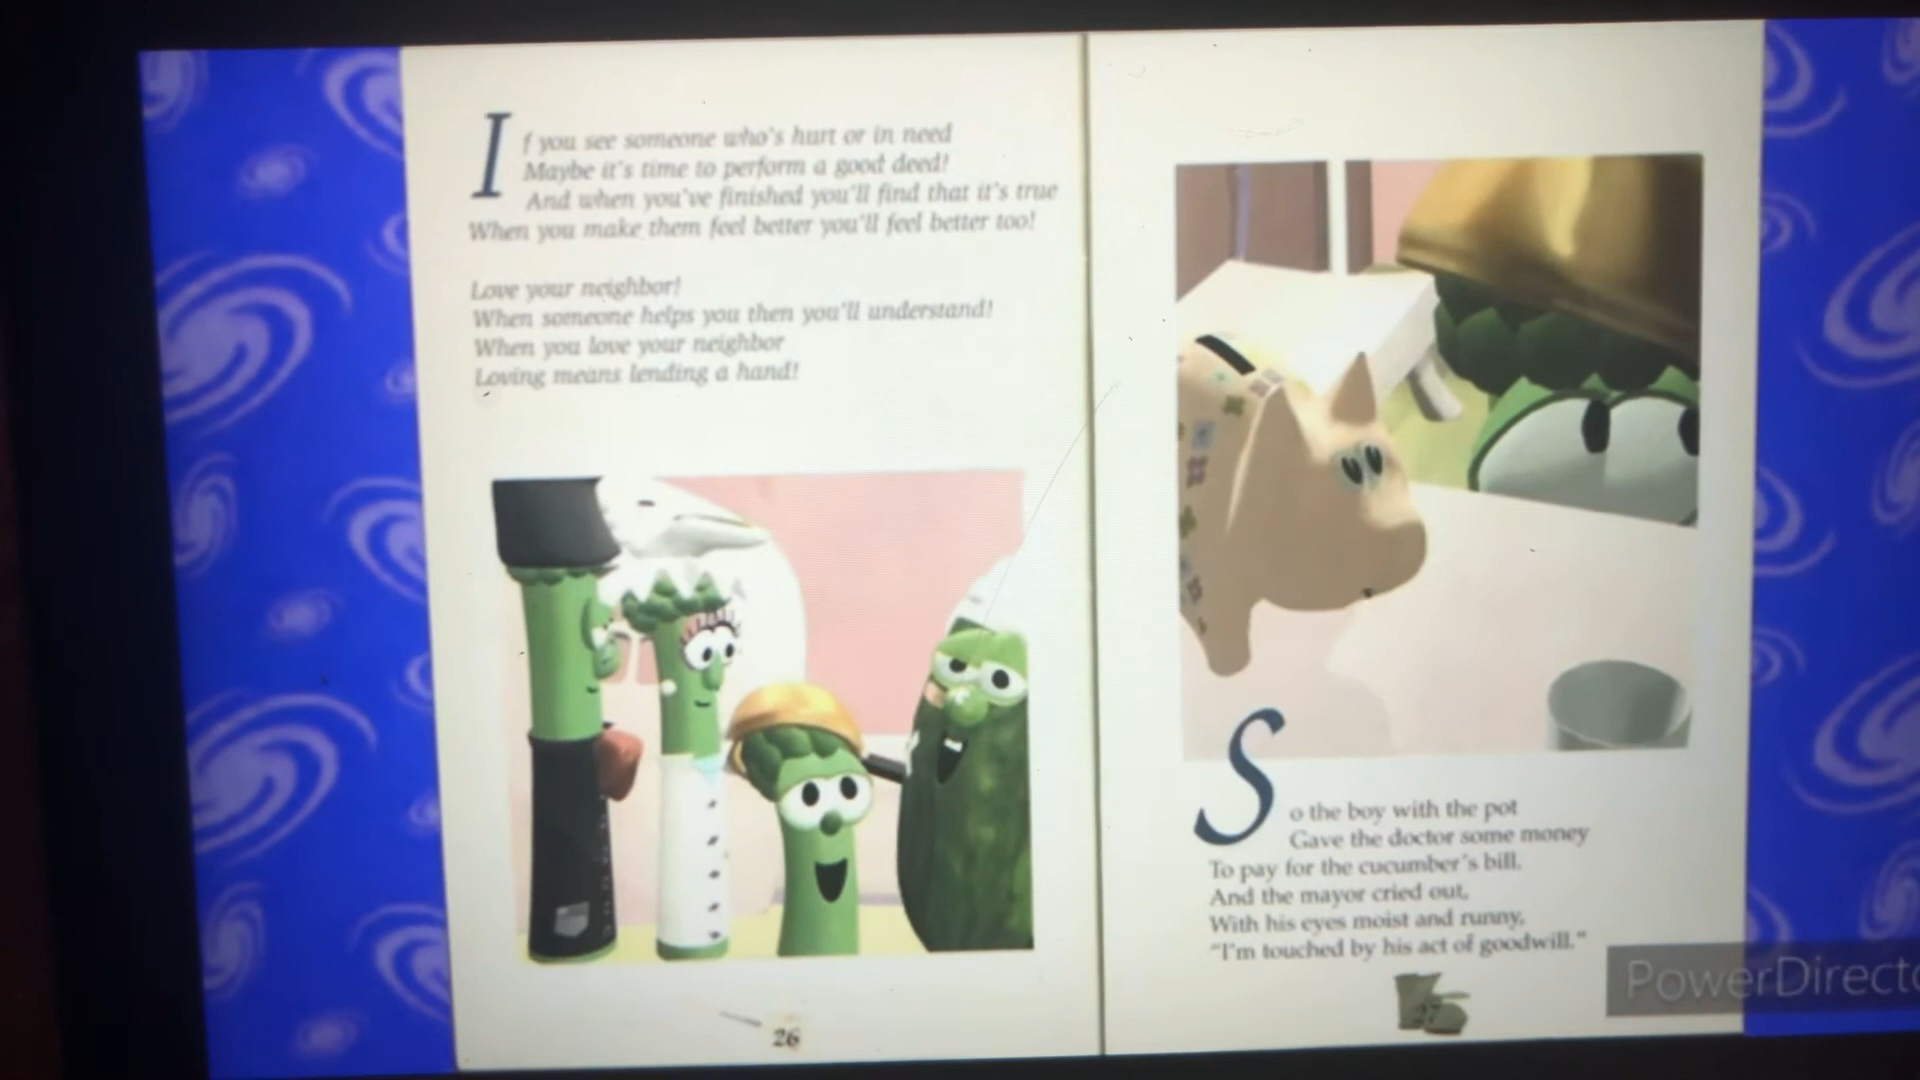 If you see someone who's hurt or in need
Maybe it's time to perform a good deed!
And when you've finished you'll find that it's true
When you make them feel better you'll feel better too!
Love your neighbor!
When someone helps you then you'll understand!
When you love your neighbor
Loving means lending a hand!
26
So the boy with the pot
Gave the doctor some money
To pay for the cucumber's bill.
And the mayor cried out,
With his eyes moist and runny,
"I'm touched by his act of goodwill."
27
PowerDirecto